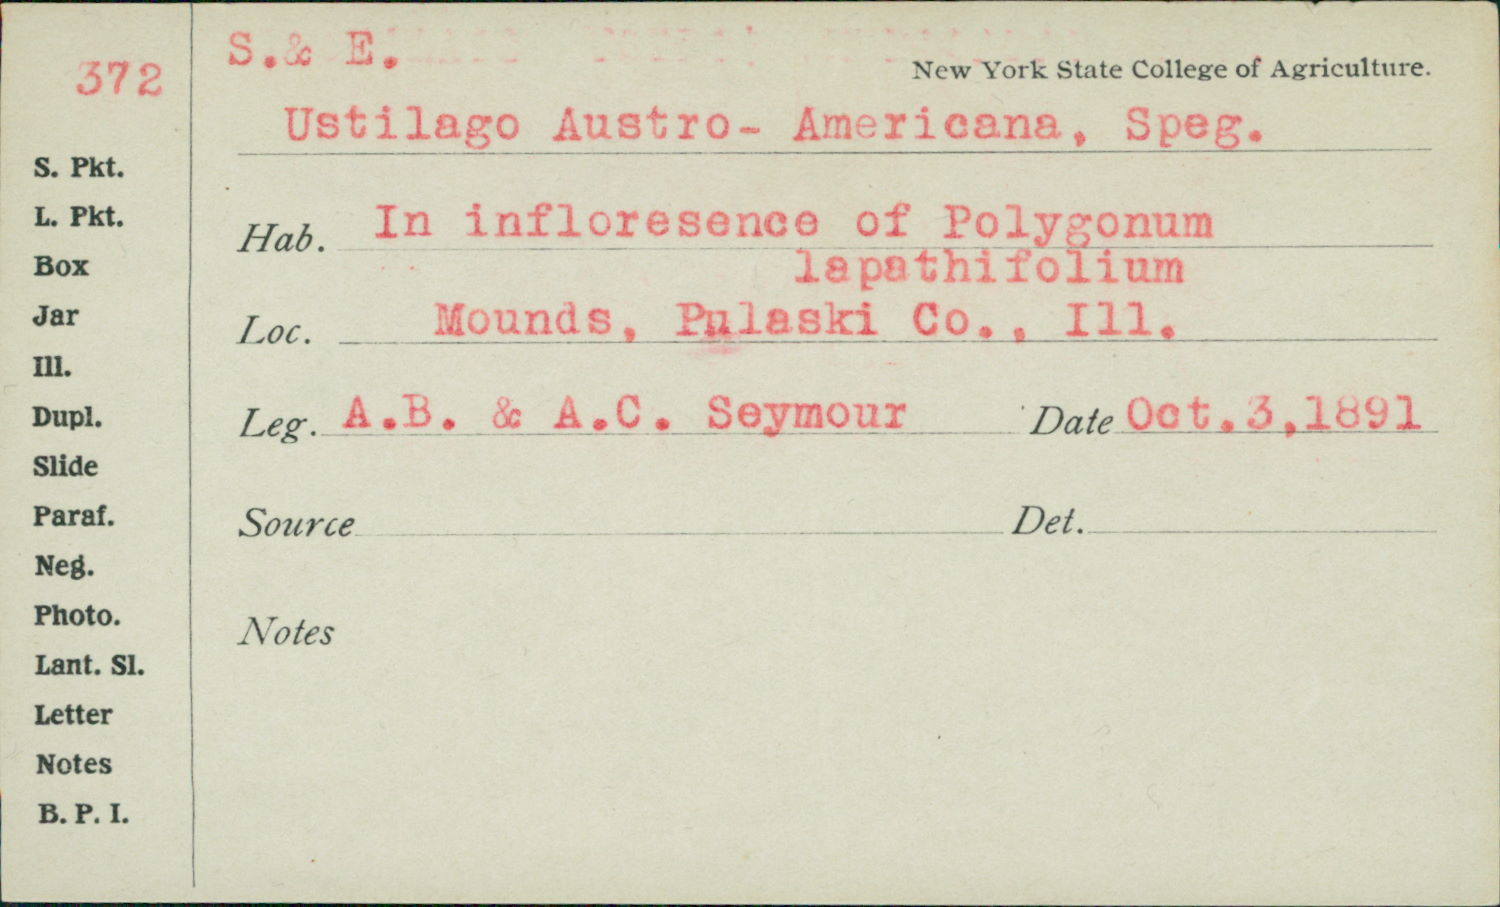 372
S. Pkt.
L. Pkt.
Box
Jar
Ill.
Dupl.
Slide
Paraf.
Neg.
Photo.
Lant. Sl.
Letter
Notes
B. P. I.
S.& E.
New York State College of Agriculture.
Ustilago Austro- Americana, Speg.
Hab. In infloresence of Polygonum
lapathifolium
Loc. Mounds, Pulaski Co., Ill.
Leg. A.B. & A.C. Seymour Date Oct.3,1891
Source Det.
Notes